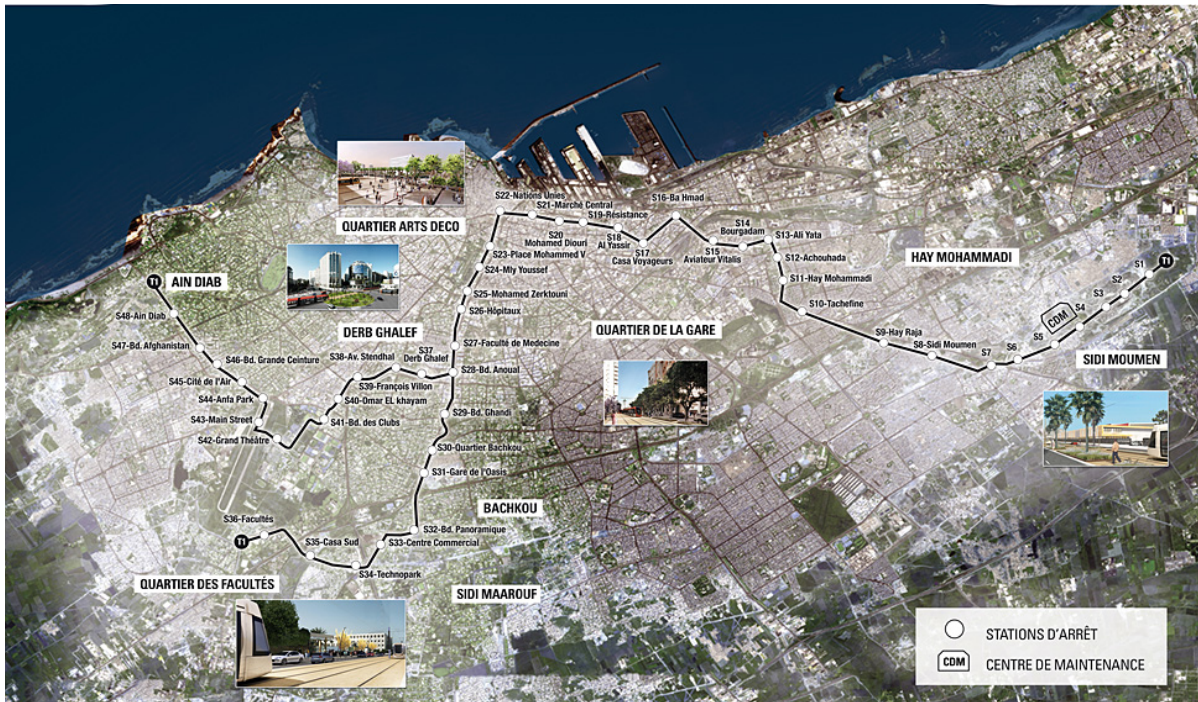 S22-Nations Unies
S21-Marché Central
S19-Résistance
S20
Mohamed Diouri
S18
Al Yassir
S17
Casa Voyageurs
S16-Ba Hmad
S15
Aviateur Vitalis
S14
Bourgadam
S13-Ali Yata
S12-Achouhada
S11-Hay Mohammadi
S10-Tachefine
S9-Hay Raja
S8-Sidi Moumen
S7
S6
S5
CDM
S4
S3
S2
S1
T1
HAY MOHAMMADI
SIDI MOUMEN
QUARTIER ARTS DECO
S23-Place Mohammed V
S24-Mly Youssef
S25-Mohamed Zerktouni
S26-Hôpitaux
S27-Faculté de Medecine
S28-Bd. Anoual
S29-Bd. Ghandi
S30-Quartier Bachkou
S31-Gare de l'Oasis
S32-Bd. Panoramique
S33-Centre Commercial
S34-Technopark
S35-Casa Sud
S36-Facultés
T1
QUARTIER DES FACULTÉS
QUARTIER DE LA GARE
BACHKOU
SIDI MAAROUF
DERB GHALEF
S37
Derb Ghalef
S38-Av. Stendhal
S39-François Villon
S40-Omar EL khayam
S41-Bd. des Clubs
S42-Grand Théâtre
S43-Main Street
S44-Anfa Park
S45-Cité de l'Air
S46-Bd. Grande Ceinture
S47-Bd. Afghanistan
S48-Ain Diab
T1
AIN DIAB
STATIONS D'ARRÊT
CDM
CENTRE DE MAINTENANCE